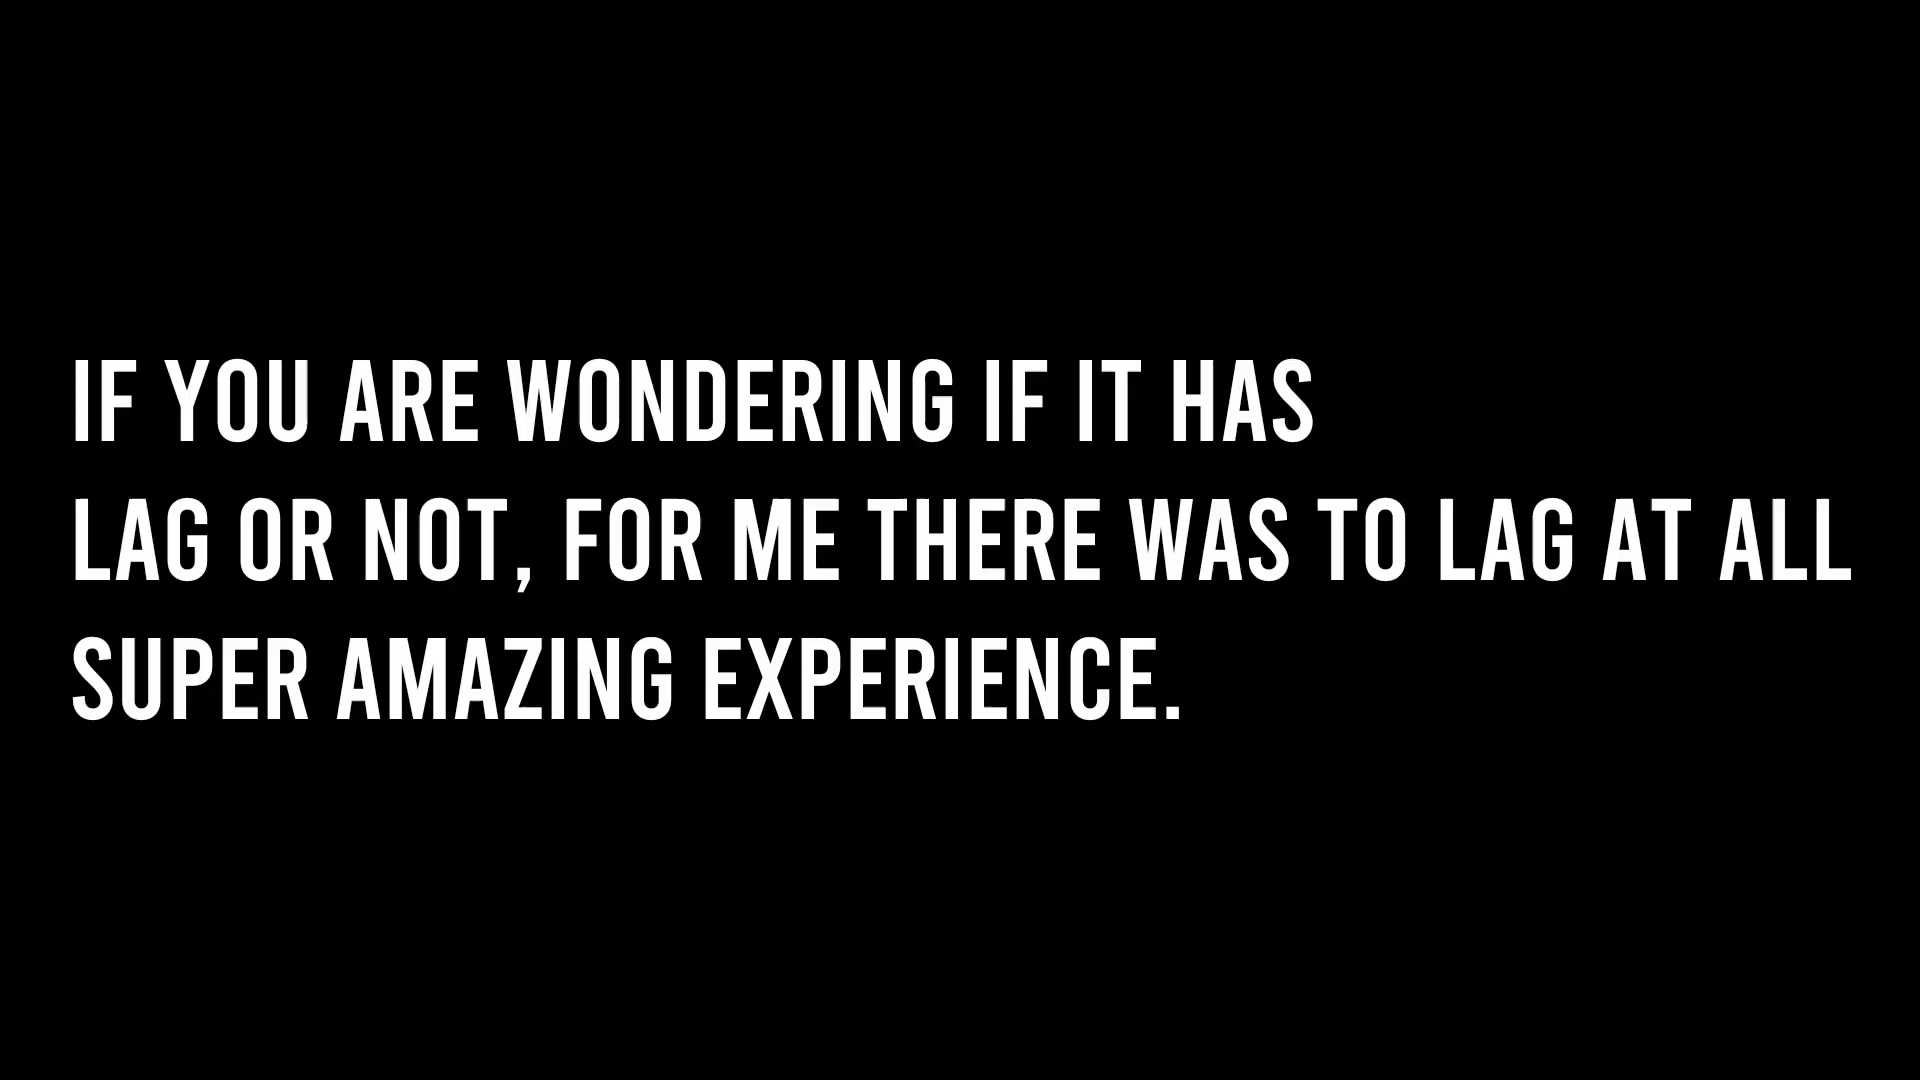 IF YOU ARE WONDERING IF IT HAS
LAG OR NOT, FOR ME THERE WAS TO LAG AT ALL
SUPER AMAZING EXPERIENCE.